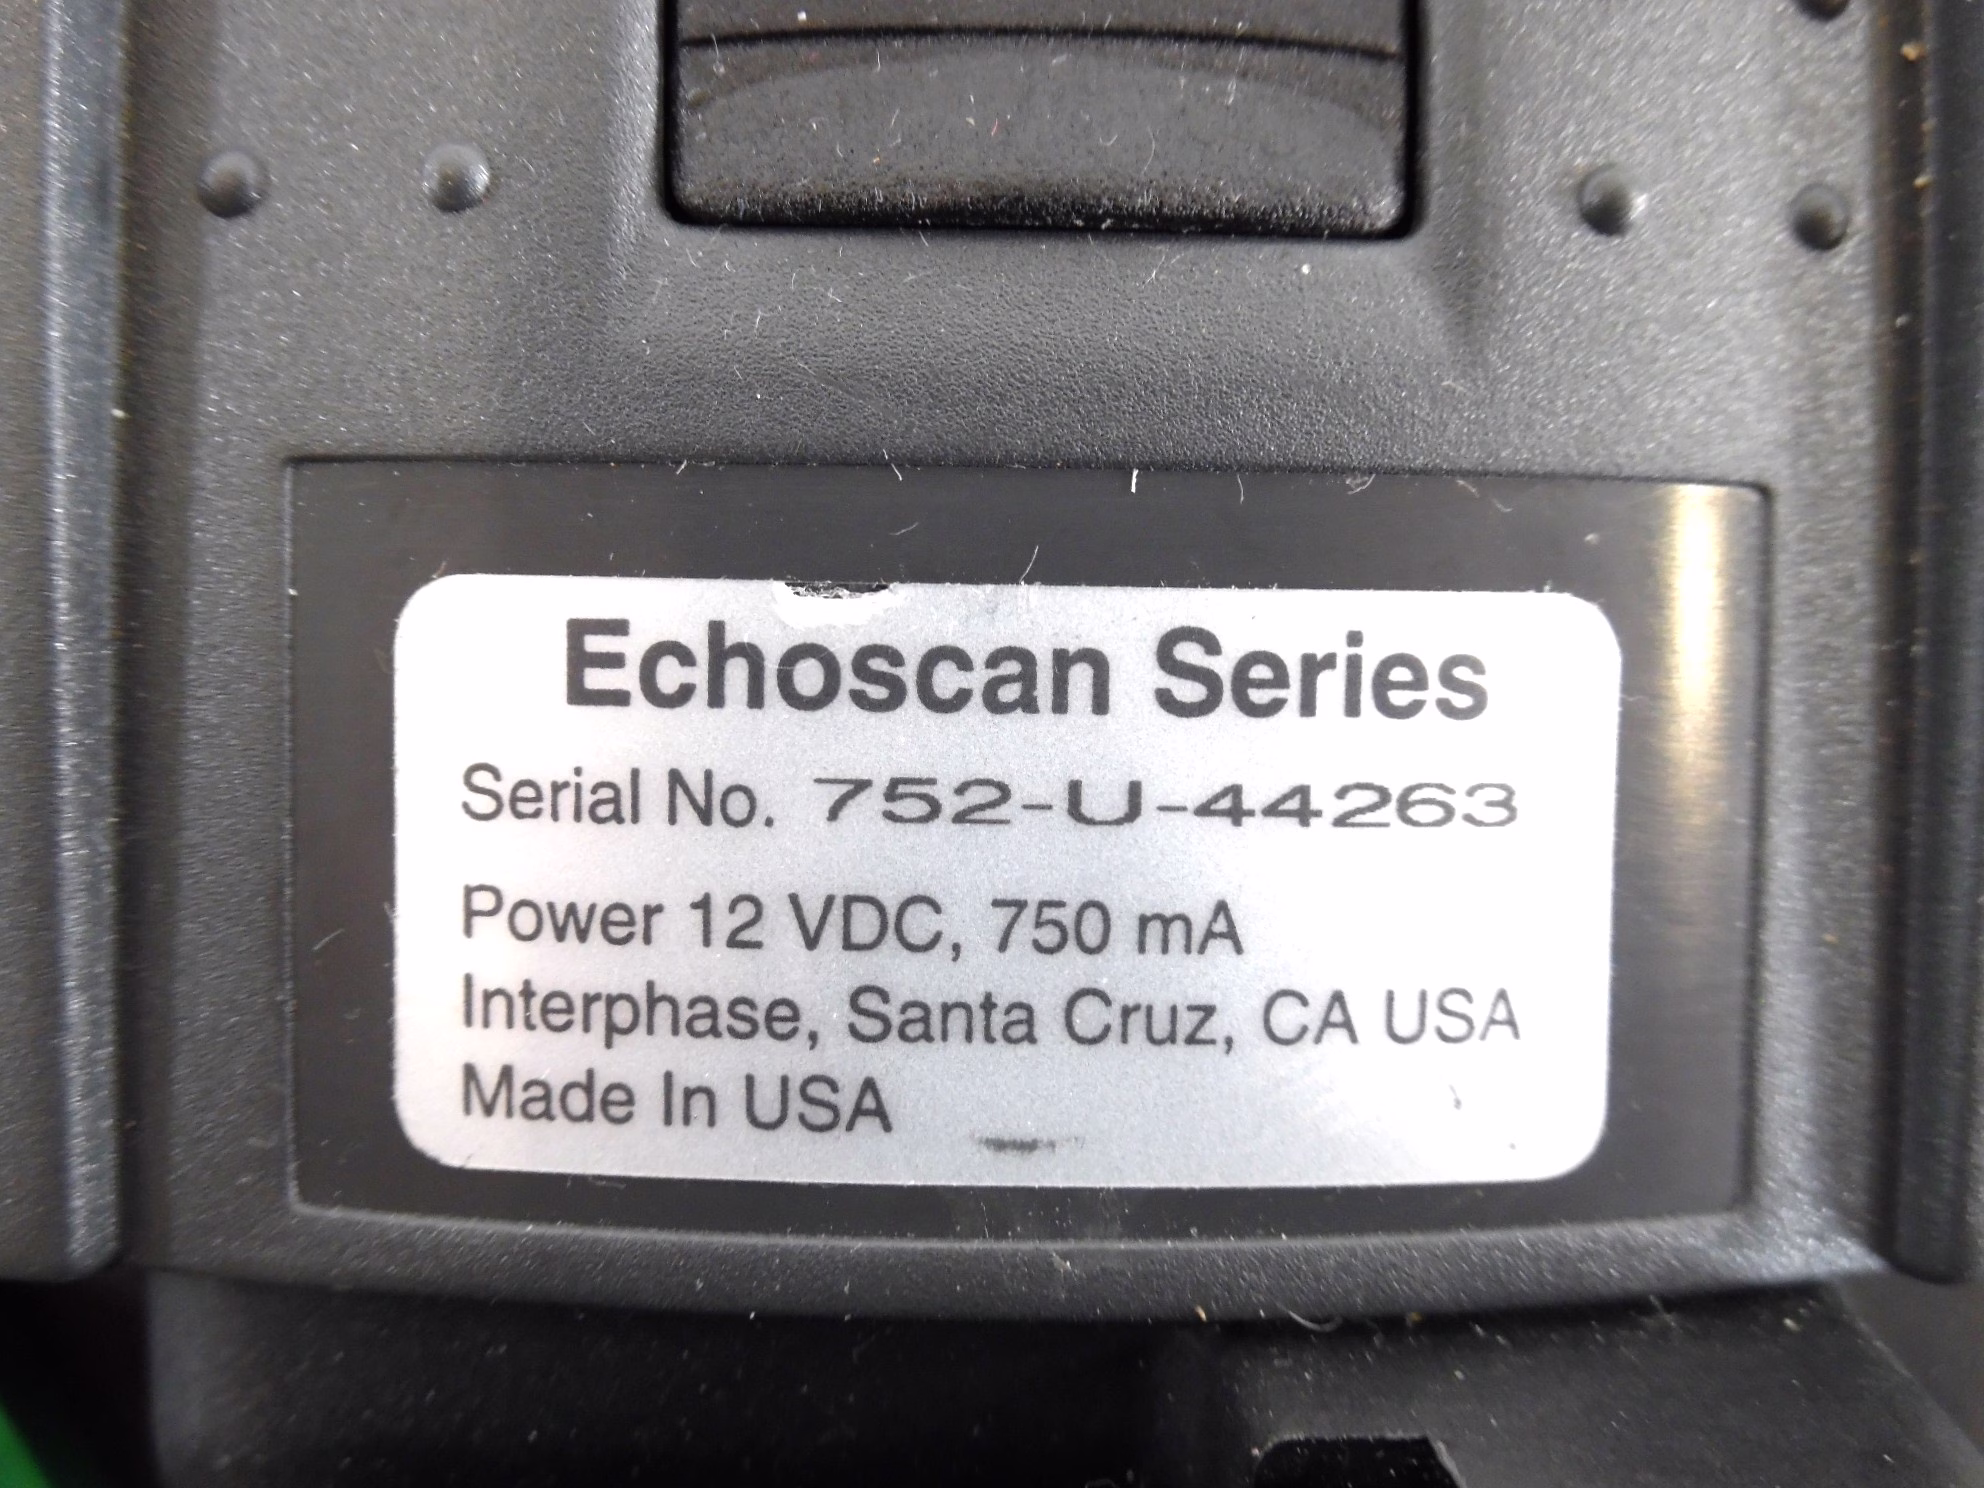 Echoscan Series
Serial No. 752-U-44263
Power 12 VDC, 750 mA
Interphase, Santa Cruz, CA USA
Made In USA